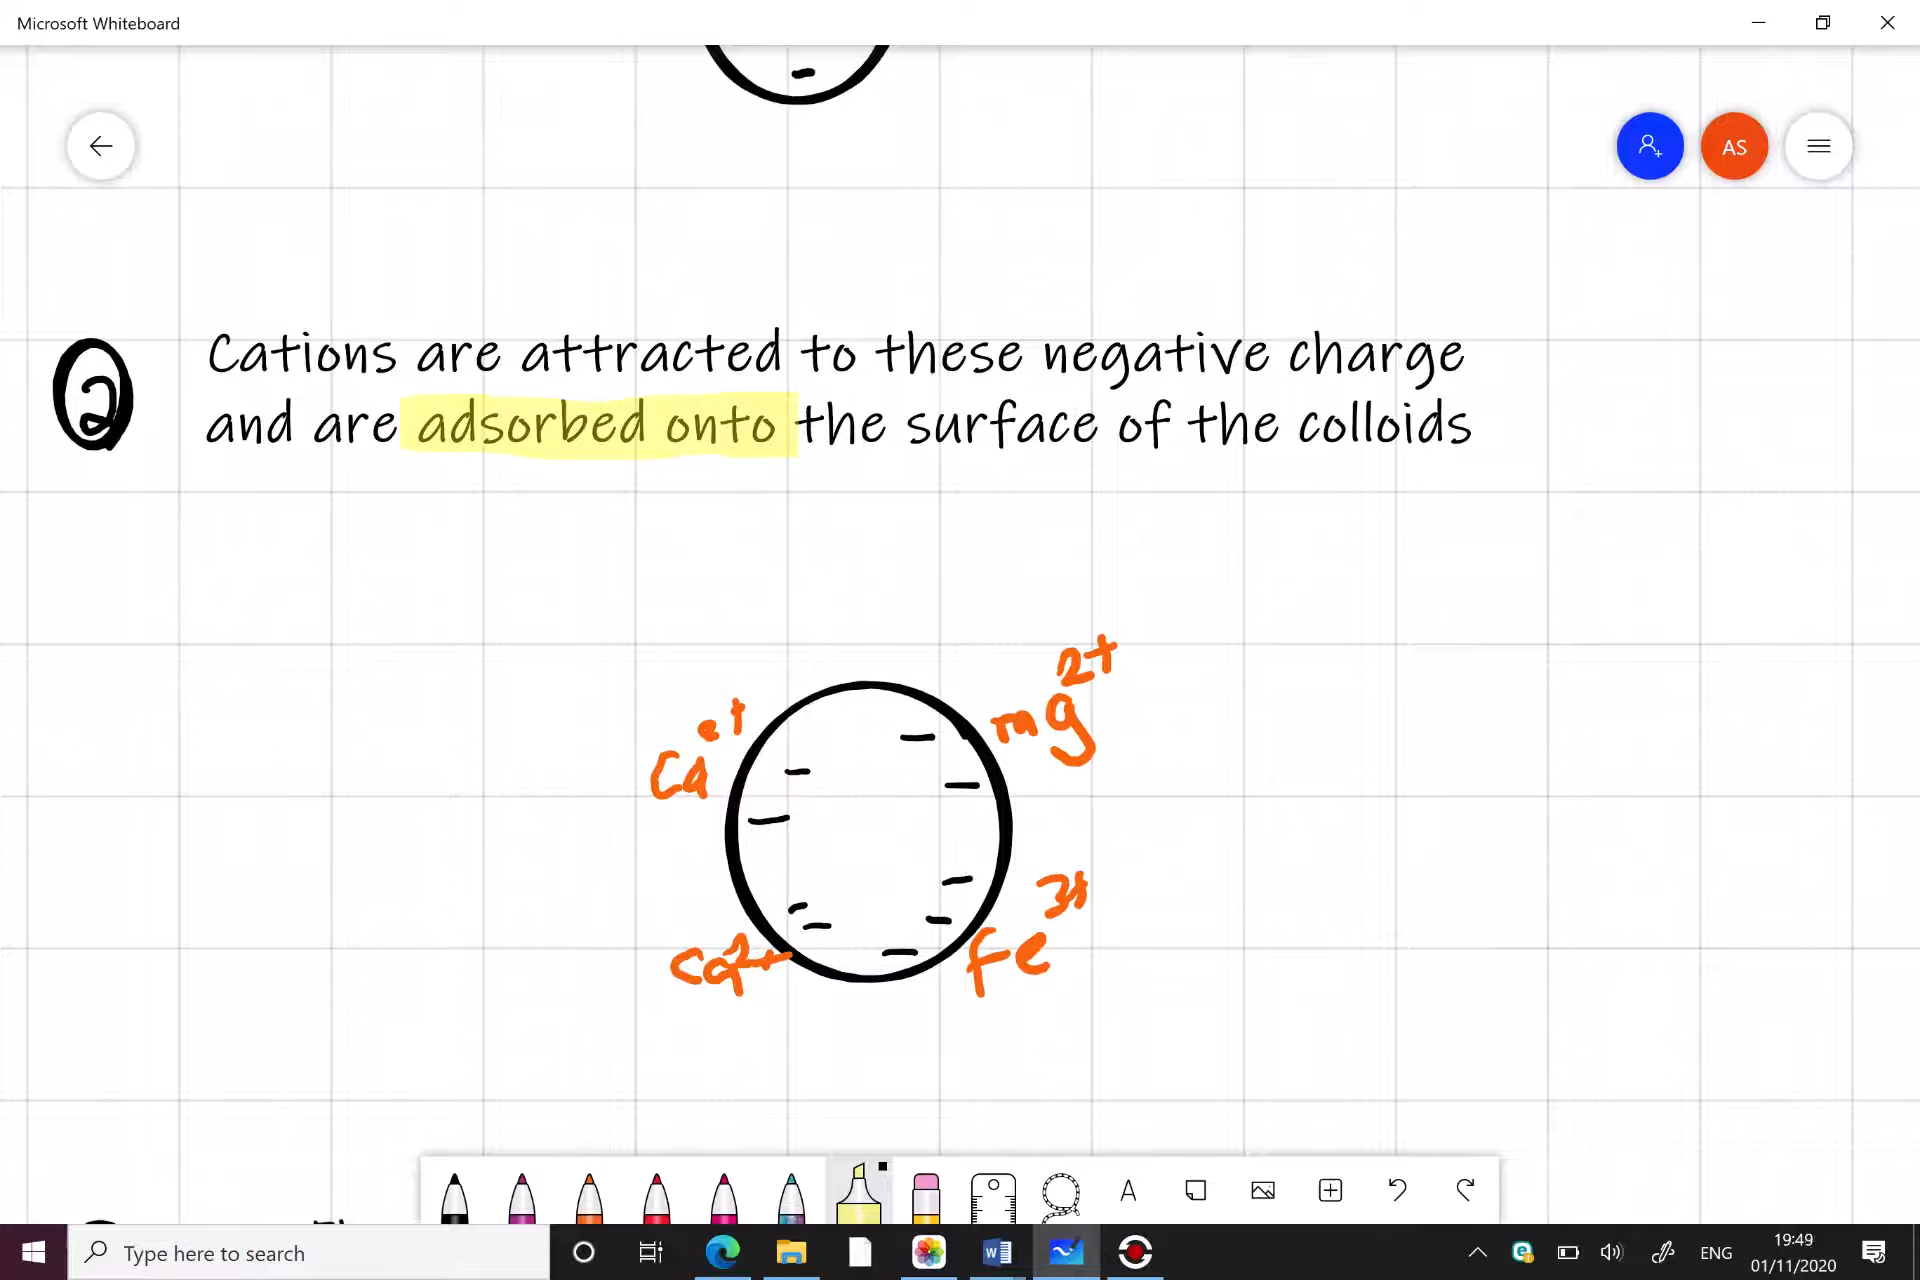 Microsoft Whiteboard
AS
2 Cations are attracted to these negative charge
and are adsorbed onto the surface of the colloids
mg2+
Ca
Fe3+
Ca2+
A
Type here to search
ENG
19:49
01/11/2020